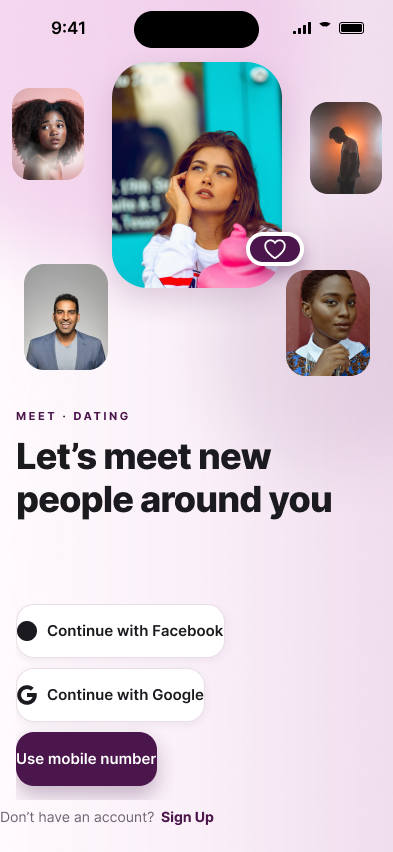 9:41
MEET · DATING
Let’s meet new
people around you
Continue with Facebook
Continue with Google
Use mobile number
Don’t have an account? Sign Up